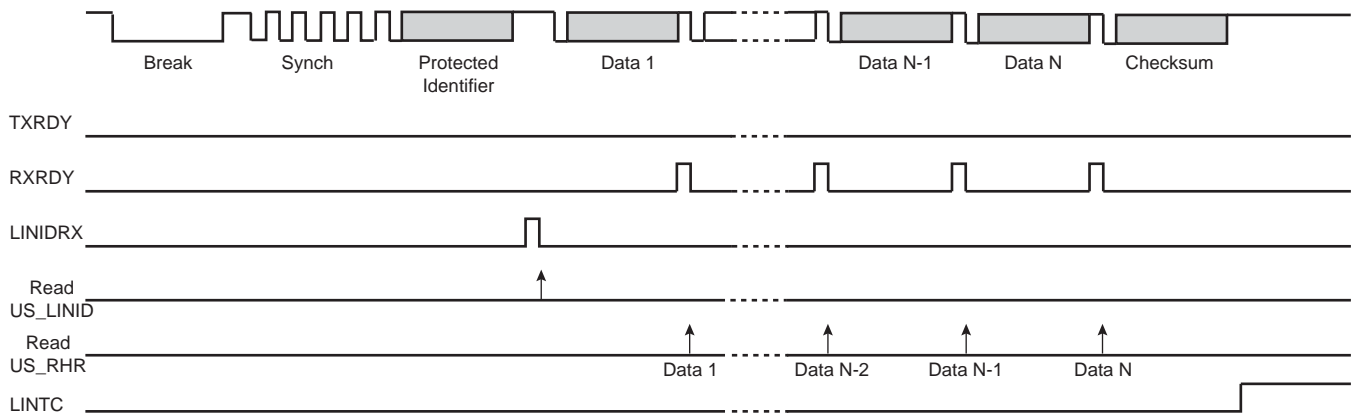 Break
Synch
Protected
Identifier
Data 1
Data N-1
Data N
Checksum
TXRDY
RXRDY
LINIDRX
Read
US_LINID
Read
US_RHR
Data 1
Data N-2
Data N-1
Data N
LINTC